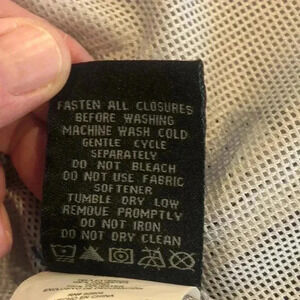 FASTEN ALL CLOSURES
BEFORE WASHING
MACHINE WASH COLD
GENTLE CYCLE
SEPARATELY
DO NOT BLEACH
DO NOT USE FABRIC
SOFTENER
TUMBLE DRY LOW
REMOVE PROMPTLY
DO NOT IRON
DO NOT DRY CLEAN